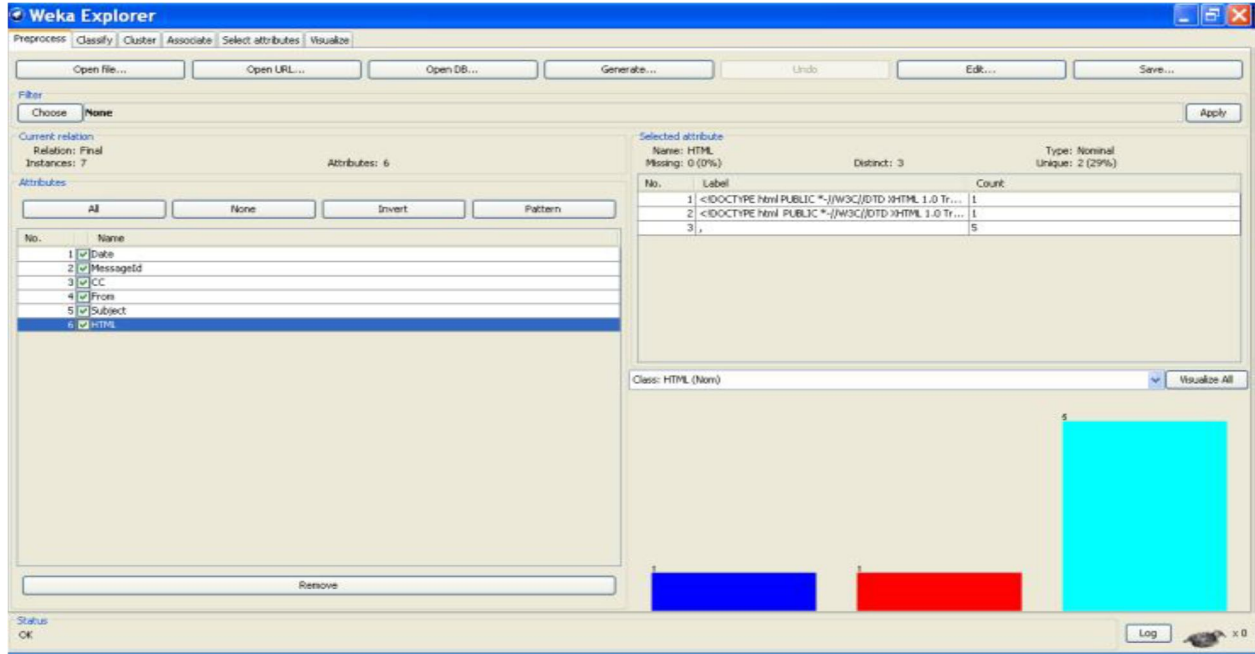 Weka Explorer
Preprocess Classify Cluster Associate Select attributes Visualize
Open file... Open URL... Open DB... Generate... Undo Edit... Save...
Filter
Choose None Apply
Current relation
Relation: Final
Instances: 7 Attributes: 6
Selected attribute
Name: HTML Type: Nominal
Missing: 0 (0%) Distinct: 3 Unique: 2 (29%)
Attributes
All None Invert Pattern
No. Name
1 Date
2 MessageId
3 CC
4 From
5 Subject
6 HTML
Remove
No. Label Count
1 <!DOCTYPE html PUBLIC "-//W3C//DTD XHTML 1.0 Tr... 1
2 <!DOCTYPE html PUBLIC "-//W3C//DTD XHTML 1.0 Tr... 1
3 , 5
Class: HTML (Nom) Visualize All
5
1 1
Status
OK
Log x 0